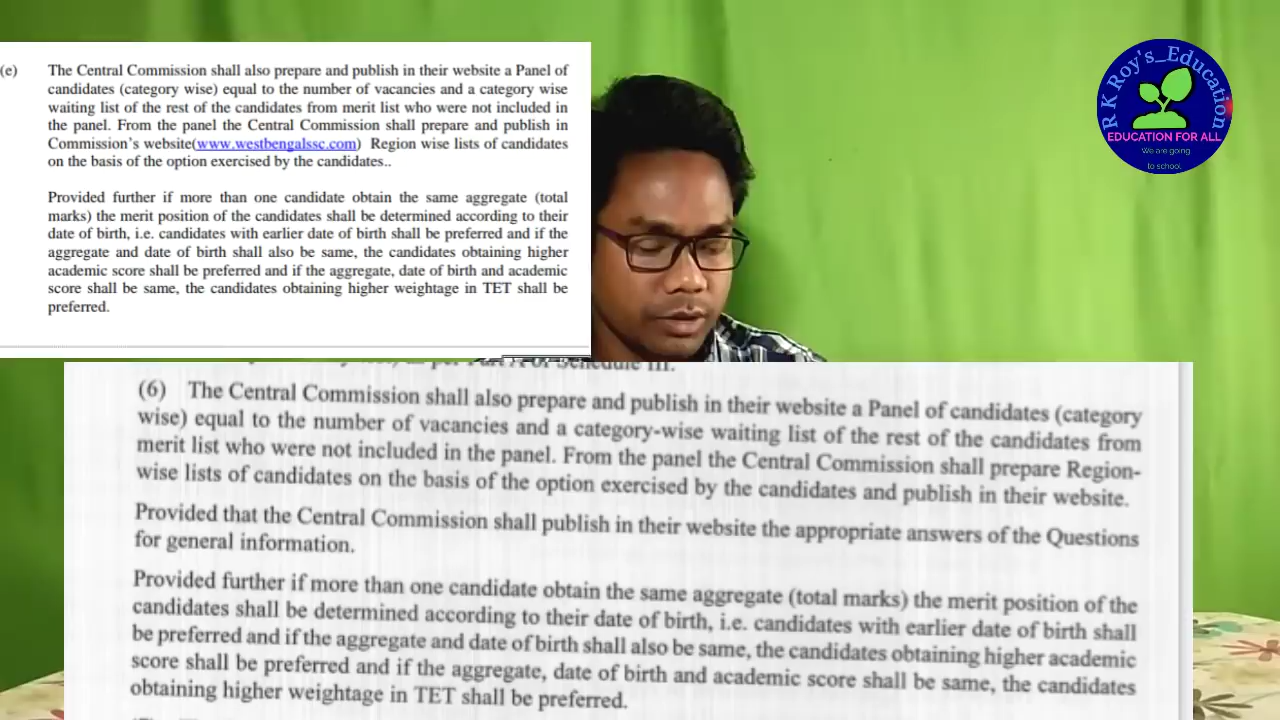 (e) The Central Commission shall also prepare and publish in their website a Panel of
candidates (category wise) equal to the number of vacancies and a category wise
waiting list of the rest of the candidates from merit list who were not included in
the panel. From the panel the Central Commission shall prepare and publish in
Commission's website(www.westbengalssc.com) Region wise lists of candidates
on the basis of the option exercised by the candidates..
Provided further if more than one candidate obtain the same aggregate (total
marks) the merit position of the candidates shall be determined according to their
date of birth, i.e. candidates with earlier date of birth shall be preferred and if the
aggregate and date of birth shall also be same, the candidates obtaining higher
academic score shall be preferred and if the aggregate, date of birth and academic
score shall be same, the candidates obtaining higher weightage in TET shall be
preferred.
R K Roy's_Education
EDUCATION FOR ALL
We are going
to school
per Part A of Schedule III.
(6) The Central Commission shall also prepare and publish in their website a Panel of candidates (category
wise) equal to the number of vacancies and a category-wise waiting list of the rest of the candidates from
merit list who were not included in the panel. From the panel the Central Commission shall prepare Region-
wise lists of candidates on the basis of the option exercised by the candidates and publish in their website.
Provided that the Central Commission shall publish in their website the appropriate answers of the Questions
for general information.
Provided further if more than one candidate obtain the same aggregate (total marks) the merit position of the
candidates shall be determined according to their date of birth, i.e. candidates with earlier date of birth shall
be preferred and if the aggregate and date of birth shall also be same, the candidates obtaining higher academic
score shall be preferred and if the aggregate, date of birth and academic score shall be same, the candidates
obtaining higher weightage in TET shall be preferred.